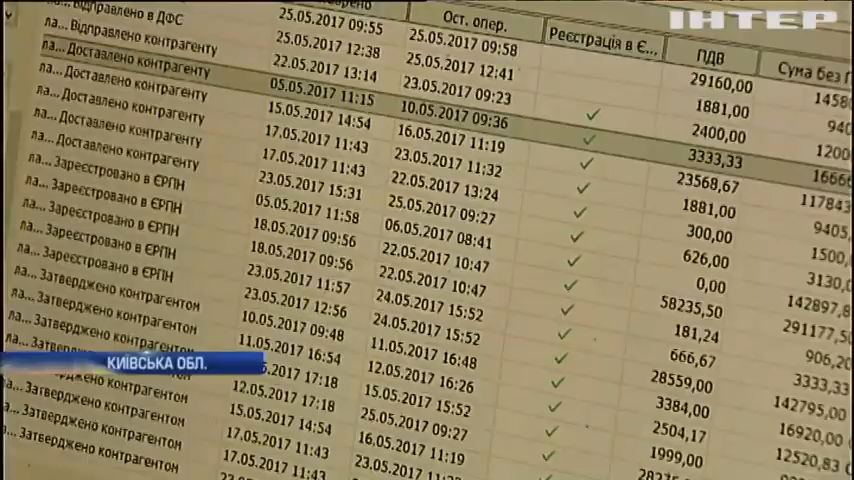 ІНТЕР
Ост. опер.
Реєстрація в Є...
ПДВ
Сума без П
25.05.2017 09:55 25.05.2017 09:58 29160,00 1458
ла... Відправлено в ДФС 25.05.2017 12:38 25.05.2017 12:41 1881,00 940
ла... Відправлено контрагенту 22.05.2017 13:14 23.05.2017 09:23 ✓ 2400,00 1200
ла... Доставлено контрагенту 05.05.2017 11:15 10.05.2017 09:36 ✓ 3333,33 16666
ла... Доставлено контрагенту 15.05.2017 14:54 16.05.2017 11:19 ✓ 23568,67 117843
ла... Доставлено контрагенту 17.05.2017 11:43 23.05.2017 11:32 ✓ 1881,00 9405,
ла... Доставлено контрагенту 17.05.2017 11:43 22.05.2017 13:24 ✓ 300,00 1500,
ла... Доставлено контрагенту 23.05.2017 15:31 25.05.2017 09:27 ✓ 626,00 3130,0
ла... Зареєстровано в ЄРПН 05.05.2017 11:58 06.05.2017 08:41 ✓ 0,00 142897,8
ла... Зареєстровано в ЄРПН 18.05.2017 09:56 22.05.2017 10:47 ✓ 58235,50 291177,50
ла... Зареєстровано в ЄРПН 18.05.2017 09:56 22.05.2017 10:47 ✓ 181,24 906,20
ла... Зареєстровано в ЄРПН 23.05.2017 11:57 24.05.2017 15:52 ✓ 666,67 3333,33
ла... Зареєстровано в ЄРПН 23.05.2017 12:56 24.05.2017 15:52 ✓ 28559,00 142795,00
ла... Затверджено контрагентом 10.05.2017 09:48 11.05.2017 16:48 ✓ 3384,00 16920,00
ла... Затверджено контрагентом 11.05.2017 16:54 12.05.2017 16:26 ✓ 2504,17 12520,83
ла... Затверджено 17:18 15.05.2017 15:52 ✓ 1999,00
КИЇВСЬКА ОБЛ.
контрагентом 12.05.2017 17:18 25.05.2017 09:27
ла... Затверджено контрагентом 15.05.2017 14:54 16.05.2017 11:19
ла... Затверджено контрагентом 17.05.2017 11:43 23.05.2017
ла... Затверджено контрагентом 17.05.2017 11:43